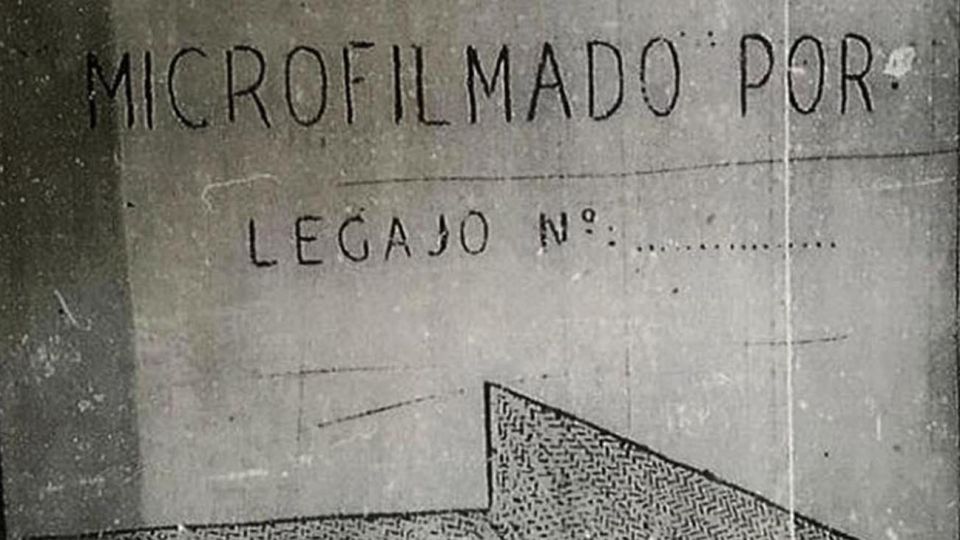 MICROFILMADO POR.
LEGAJO Nº:...............